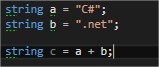 string a = "C#";
string b = ".net";
string c = a + b;